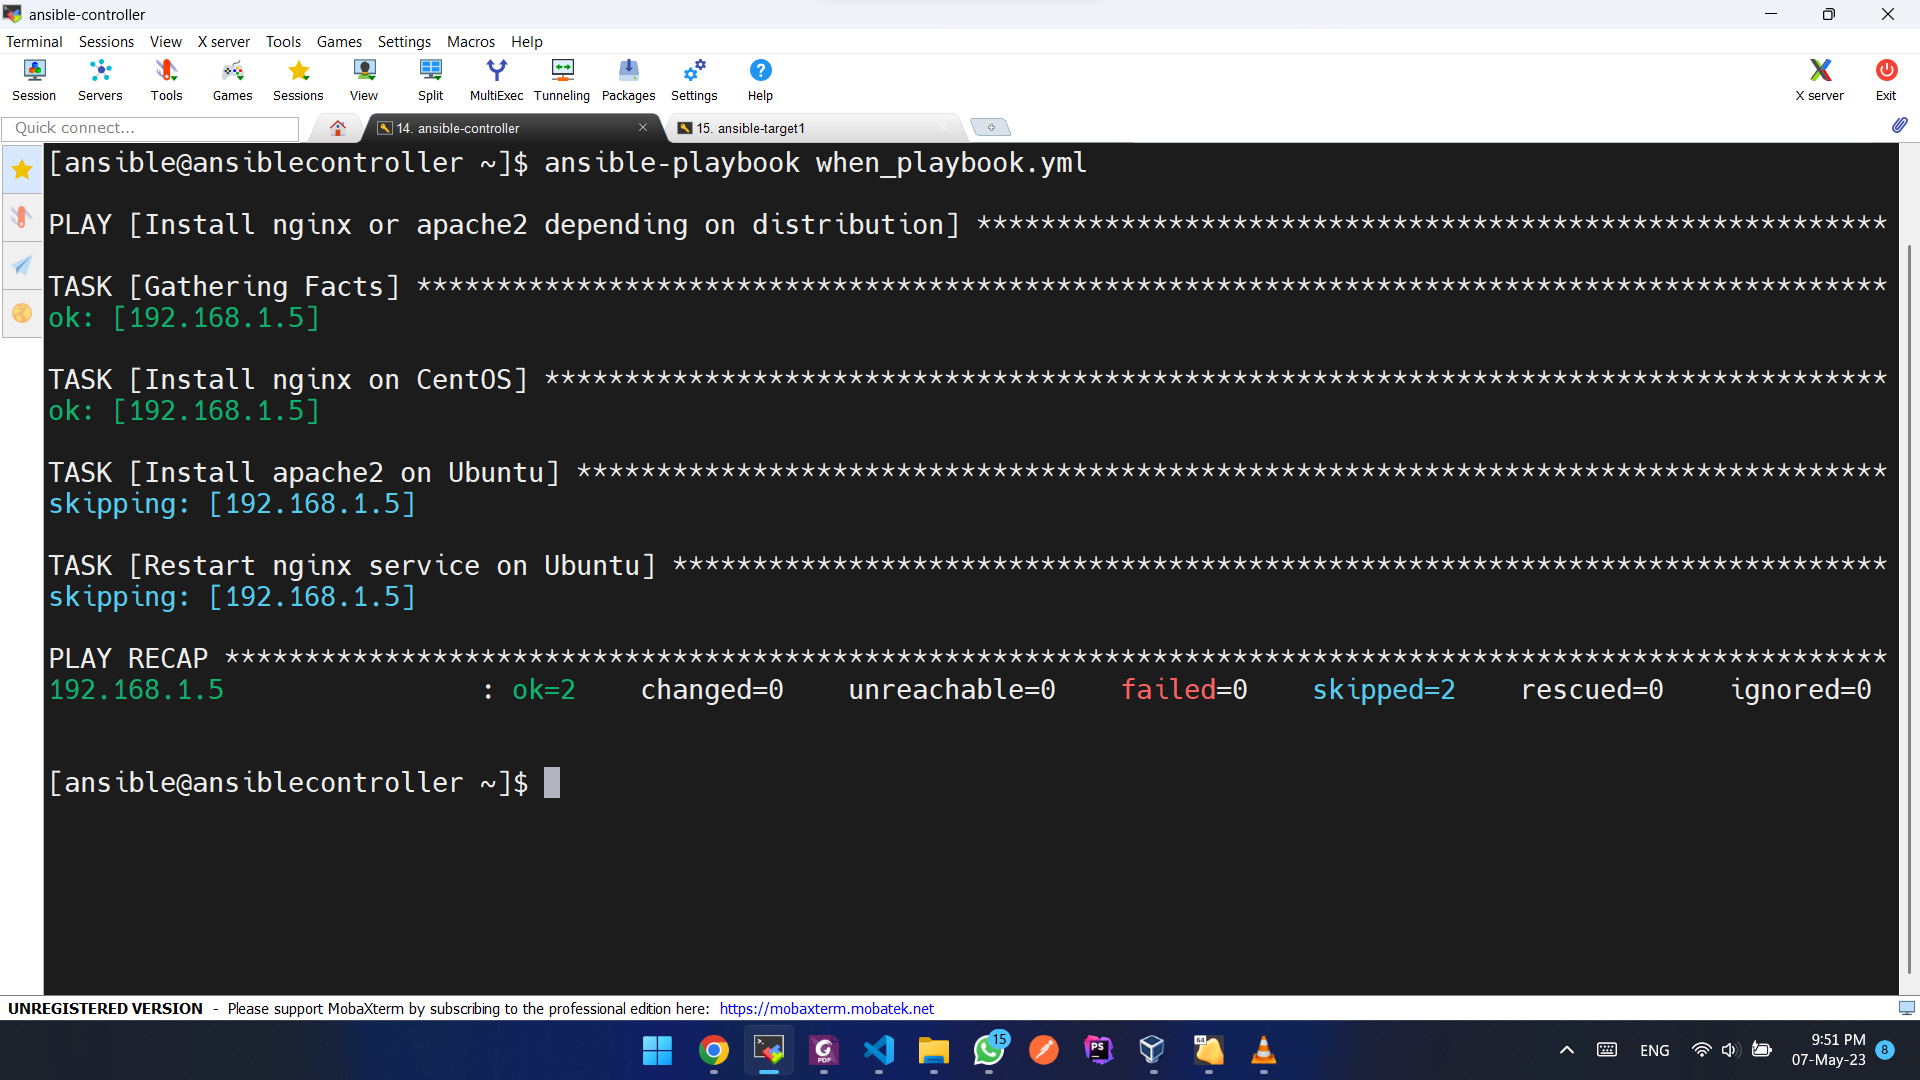 ansible-controller
Terminal Sessions View X server Tools Games Settings Macros Help
Session Servers Tools Games Sessions View Split MultiExec Tunneling Packages Settings Help X server Exit
Quick connect... 14. ansible-controller 15. ansible-target1
[ansible@ansiblecontroller ~]$ ansible-playbook when_playbook.yml
PLAY [Install nginx or apache2 depending on distribution] *********************************************************
TASK [Gathering Facts] ********************************************************************************************
ok: [192.168.1.5]
TASK [Install nginx on CentOS] ************************************************************************************
ok: [192.168.1.5]
TASK [Install apache2 on Ubuntu] **********************************************************************************
skipping: [192.168.1.5]
TASK [Restart nginx service on Ubuntu] ****************************************************************************
skipping: [192.168.1.5]
PLAY RECAP ********************************************************************************************************
192.168.1.5 : ok=2 changed=0 unreachable=0 failed=0 skipped=2 rescued=0 ignored=0
[ansible@ansiblecontroller ~]$
UNREGISTERED VERSION - Please support MobaXterm by subscribing to the professional edition here: https://mobaxterm.mobatek.net
PDF 15 PS 64 ENG 9:51 PM 8
07-May-23